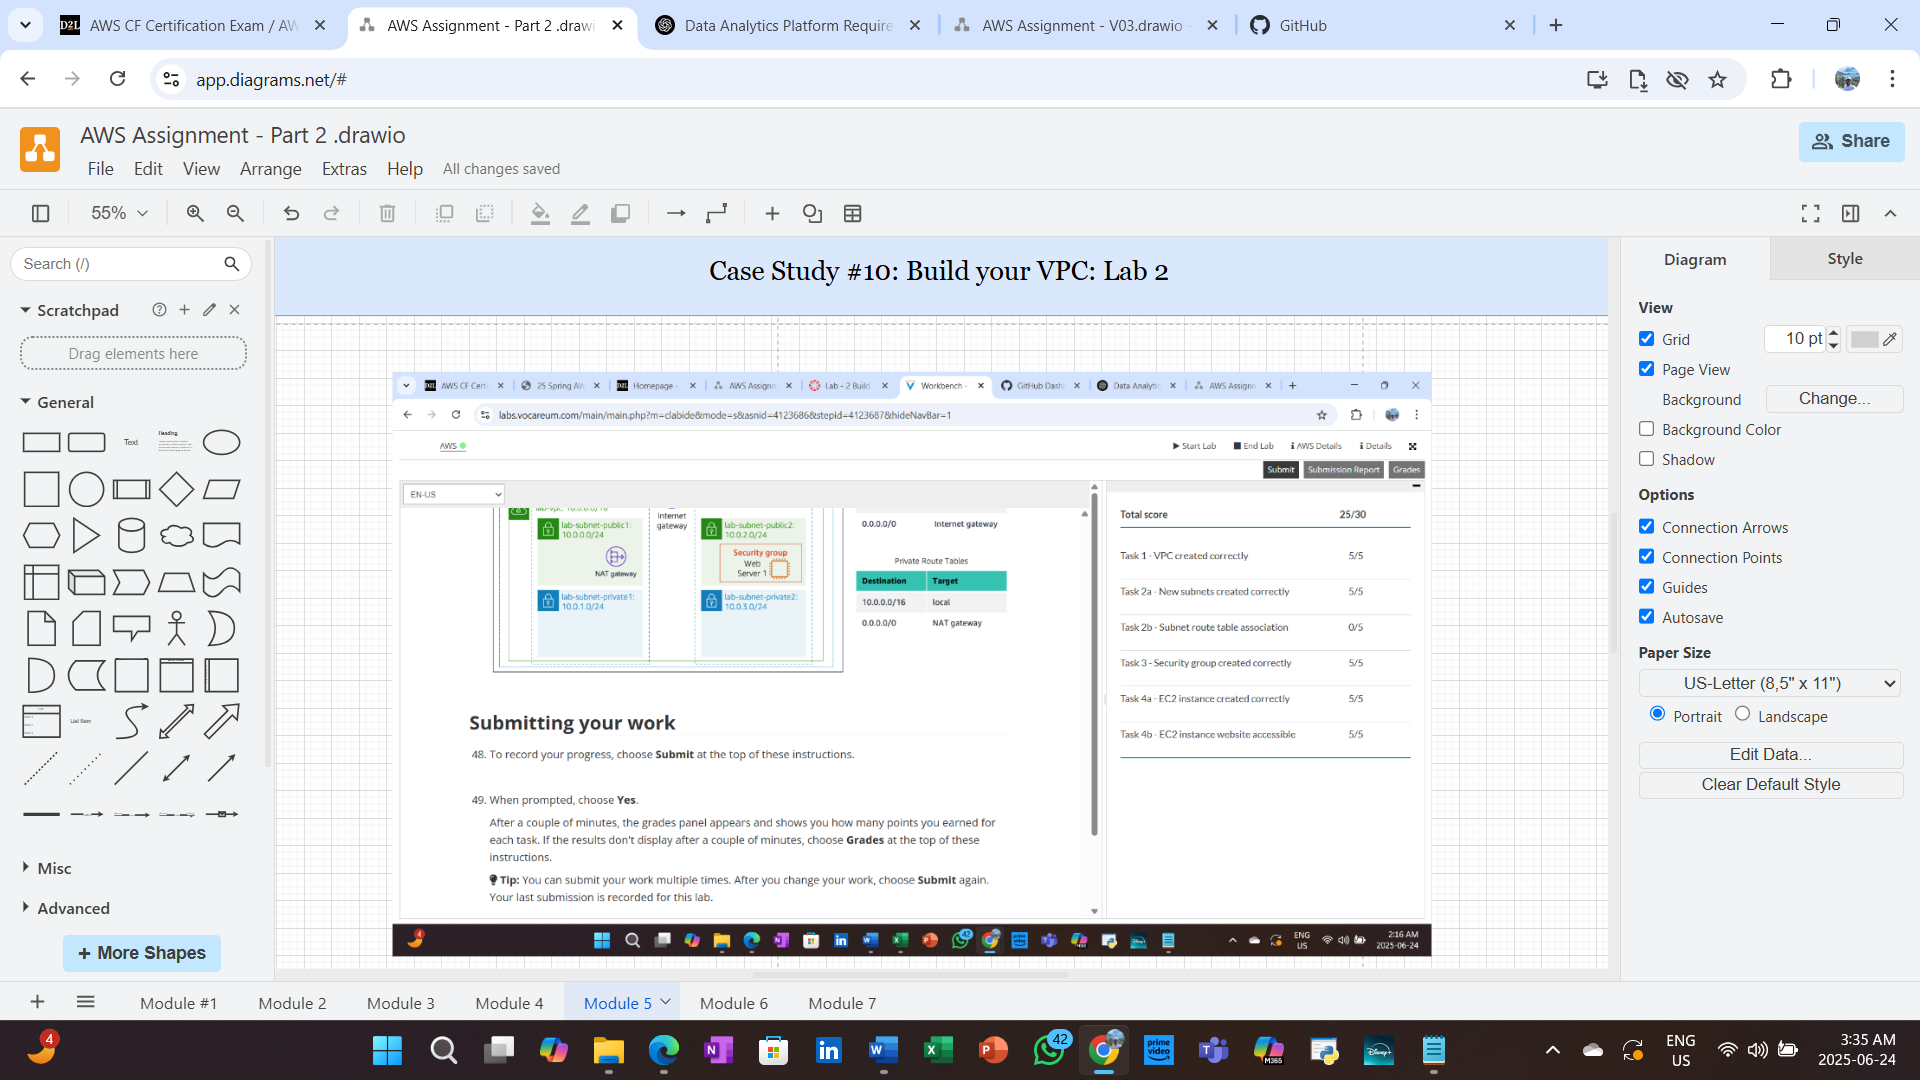 AWS CF Certification Exam / AW
AWS Assignment - Part 2 .drawi
Data Analytics Platform Require
AWS Assignment - V03.drawio -
GitHub
app.diagrams.net/#
AWS Assignment - Part 2 .drawio
Share
File
Edit
View
Arrange
Extras
Help
All changes saved
55%
Search (/)
Scratchpad
Drag elements here
General
Text
Heading
List Item
Misc
Advanced
+ More Shapes
Case Study #10: Build your VPC: Lab 2
AWS CF Cert
25 Spring AW
Homepage -
AWS Assignm
Lab - 2 Build
Workbench -
GitHub Dash
Data Analytic
AWS Assignm
labs.vocareum.com/main/main.php?m=clabide&mode=s&asnid=4123686&stepid=4123687&hideNavBar=1
AWS
Start Lab
End Lab
AWS Details
Details
Submit
Submission Report
Grades
EN-US
lab-vpc: 10.0.0.0/16
lab-subnet-public1:
10.0.0.0/24
NAT gateway
Internet
gateway
lab-subnet-public2:
10.0.2.0/24
Security group
Web
Server 1
lab-subnet-private1:
10.0.1.0/24
lab-subnet-private2:
10.0.3.0/24
0.0.0.0/0 Internet gateway
Private Route Tables
Destination Target
10.0.0.0/16 local
0.0.0.0/0 NAT gateway
Submitting your work
48. To record your progress, choose Submit at the top of these instructions.
49. When prompted, choose Yes.
After a couple of minutes, the grades panel appears and shows you how many points you earned for
each task. If the results don't display after a couple of minutes, choose Grades at the top of these
instructions.
Tip: You can submit your work multiple times. After you change your work, choose Submit again.
Your last submission is recorded for this lab.
Total score 25/30
Task 1 - VPC created correctly 5/5
Task 2a - New subnets created correctly 5/5
Task 2b - Subnet route table association 0/5
Task 3 - Security group created correctly 5/5
Task 4a - EC2 instance created correctly 5/5
Task 4b - EC2 instance website accessible 5/5
4
42
ENG
US
2:16 AM
2025-06-24
Diagram
Style
View
Grid
10 pt
Page View
Background
Change...
Background Color
Shadow
Options
Connection Arrows
Connection Points
Guides
Autosave
Paper Size
US-Letter (8,5" x 11")
Portrait
Landscape
Edit Data...
Clear Default Style
Module #1
Module 2
Module 3
Module 4
Module 5
Module 6
Module 7
4
42
prime
video
M365
Disney+
ENG
US
3:35 AM
2025-06-24